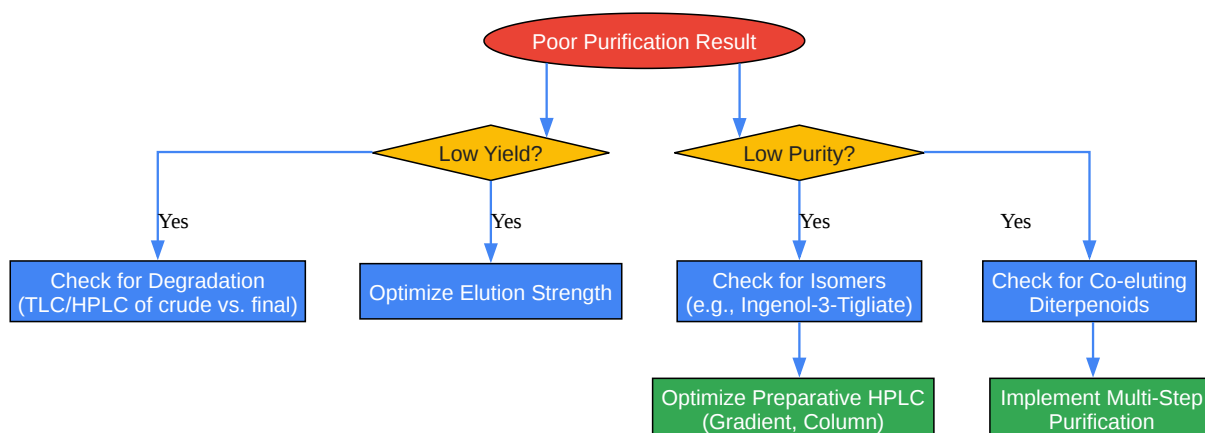 Poor Purification Result
Low Yield?
Low Purity?
Yes
Yes
Yes
Yes
Check for Degradation
(TLC/HPLC of crude vs. final)
Optimize Elution Strength
Check for Isomers
(e.g., Ingenol-3-Tigliate)
Check for Co-eluting
Diterpenoids
Optimize Preparative HPLC
(Gradient, Column)
Implement Multi-Step
Purification